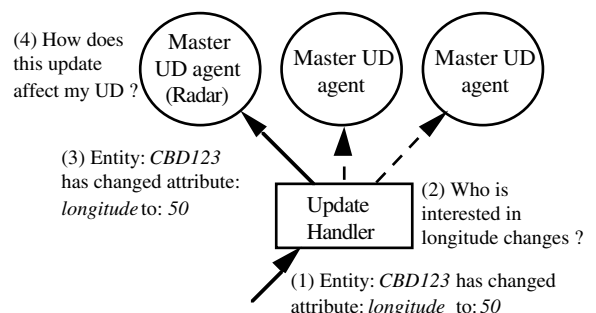 (4) How does
this update
affect my UD ?
Master
UD agent
(Radar)
Master UD
agent
Master UD
agent
(3) Entity: CBD123
has changed attribute:
longitude to: 50
Update
Handler
(2) Who is
interested in
longitude changes ?
(1) Entity: CBD123 has changed
attribute: longitude to: 50